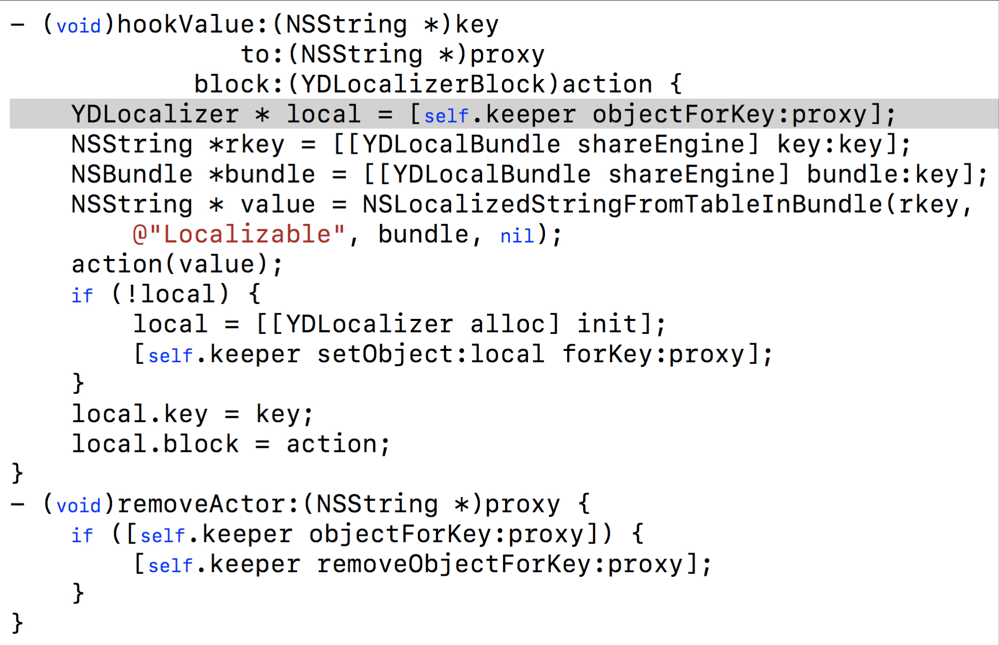 - (void)hookValue:(NSString *)key
to:(NSString *)proxy
block:(YDLocalizerBlock)action {
YDLocalizer * local = [self.keeper objectForKey:proxy];
NSString *rkey = [[YDLocalBundle shareEngine] key:key];
NSBundle *bundle = [[YDLocalBundle shareEngine] bundle:key];
NSString * value = NSLocalizedStringFromTableInBundle(rkey,
@"Localizable", bundle, nil);
action(value);
if (!local) {
local = [[YDLocalizer alloc] init];
[self.keeper setObject:local forKey:proxy];
}
local.key = key;
local.block = action;
}
- (void)removeActor:(NSString *)proxy {
if ([self.keeper objectForKey:proxy]) {
[self.keeper removeObjectForKey:proxy];
}
}